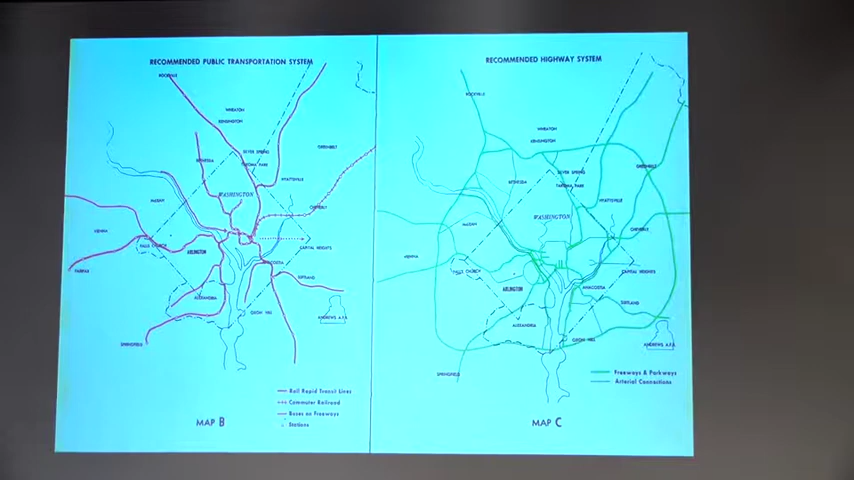 RECOMMENDED PUBLIC TRANSPORTATION SYSTEM
ROCKVILLE
WHEATON
KENSINGTON
SILVER SPRING
GREENBELT
BETHESDA
TAKOMA PARK
HYATTSVILLE
WASHINGTON
McLEAN
CHEVERLY
VIENNA
FALLS CHURCH
ARLINGTON
CAPITAL HEIGHTS
ANACOSTIA
FAIRFAX
SUITLAND
ALEXANDRIA
OXON HILL
ANDREWS A.F.B.
SPRINGFIELD
Rail Rapid Transit Lines
Commuter Railroad
Buses on Freeways
Stations
MAP B
RECOMMENDED HIGHWAY SYSTEM
ROCKVILLE
WHEATON
KENSINGTON
GREENBELT
SILVER SPRING
BETHESDA
TAKOMA PARK
HYATTSVILLE
WASHINGTON
McLEAN
CHEVERLY
VIENNA
FALLS CHURCH
CAPITAL HEIGHTS
ARLINGTON
ANACOSTIA
SUITLAND
ALEXANDRIA
OXON HILL
ANDREWS A.F.B.
SPRINGFIELD
Freeways & Parkways
Arterial Connections
MAP C